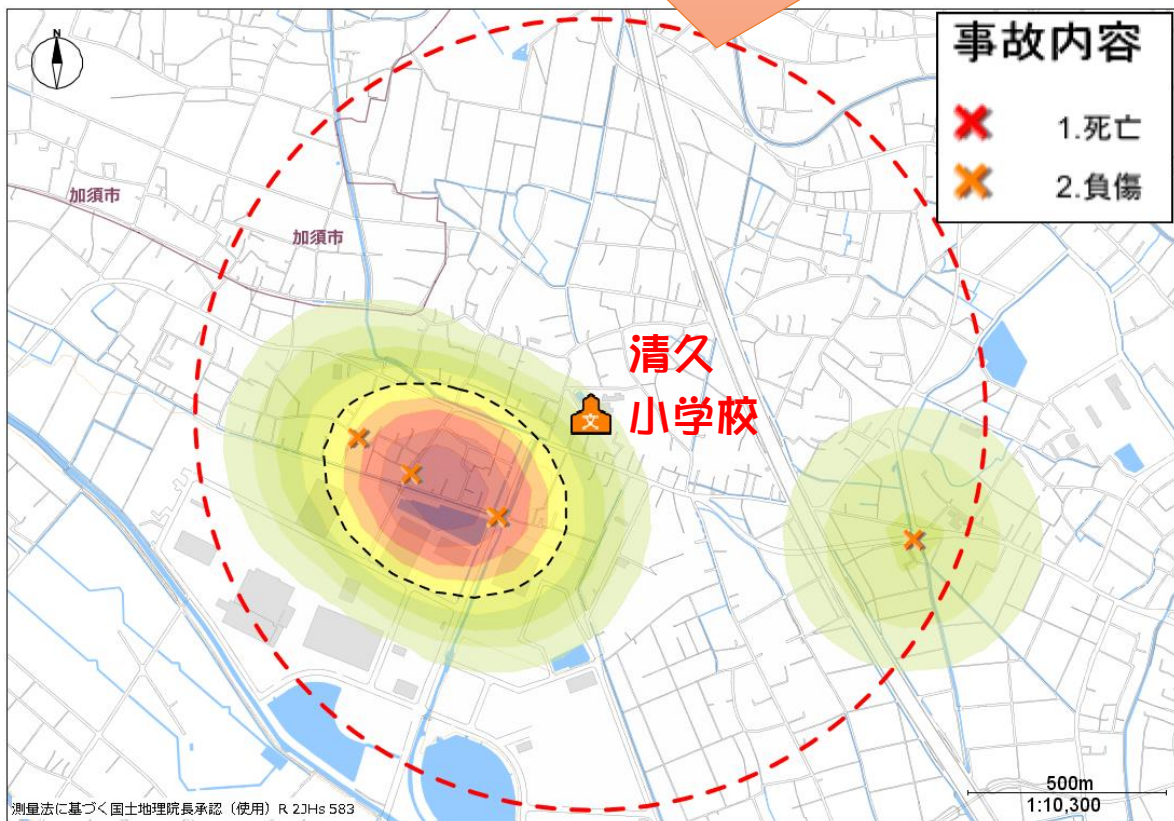 N
事故内容
1.死亡
2.負傷
加須市
加須市
清久
小学校
文
500m
1:10,300
測量法に基づく国土地理院長承認（使用）R 2JHs 583